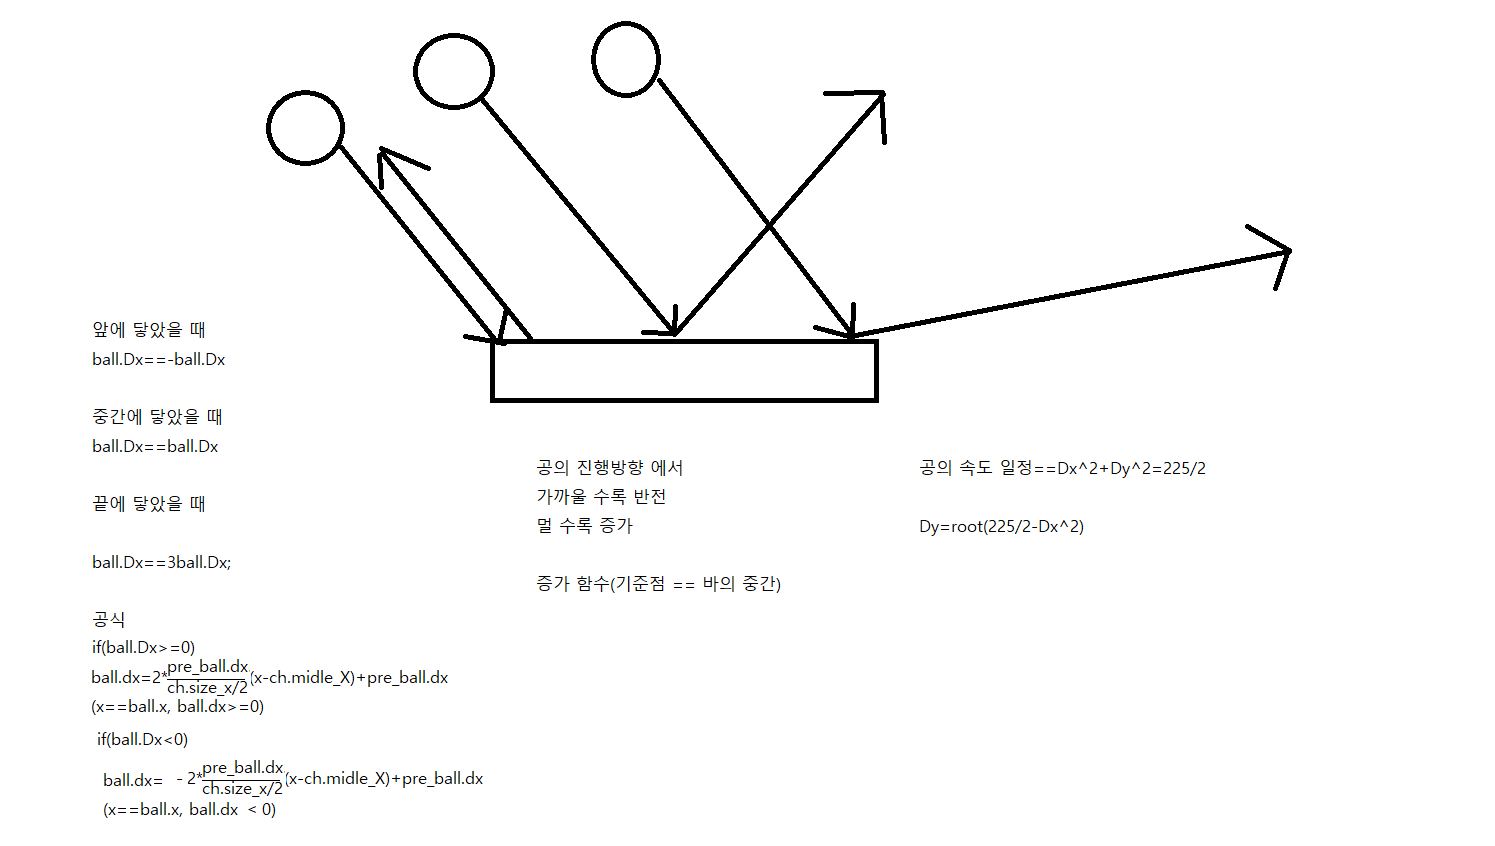 앞에 닿았을 때
ball.Dx==-ball.Dx
중간에 닿았을 때
ball.Dx==ball.Dx
끝에 닿았을 때
ball.Dx==3ball.Dx;
공식
if(ball.Dx>=0)
ball.dx=2*pre_ball.dx/ch.size_x/2(x-ch.midle_X)+pre_ball.dx
(x==ball.x, ball.dx>=0)
if(ball.Dx<0)
ball.dx= - 2*pre_ball.dx/ch.size_x/2(x-ch.midle_X)+pre_ball.dx
(x==ball.x, ball.dx < 0)
공의 진행방향 에서
가까울 수록 반전
멀 수록 증가
증가 함수(기준점 == 바의 중간)
공의 속도 일정==Dx^2+Dy^2=225/2
Dy=root(225/2-Dx^2)